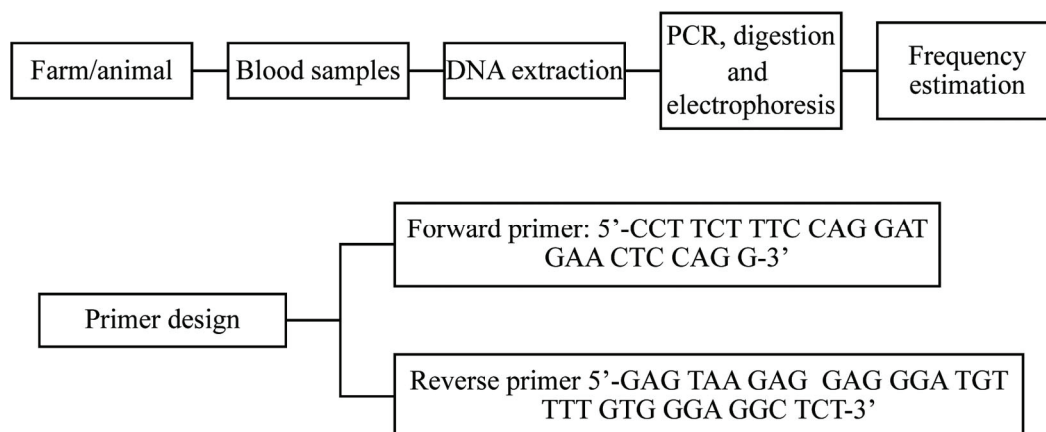 Farm/animal
Blood samples
DNA extraction
PCR, digestion
and
electrophoresis
Frequency
estimation
Primer design
Forward primer: 5’-CCT TCT TTC CAG GAT
GAA CTC CAG G-3’
Reverse primer 5’-GAG TAA GAG  GAG GGA TGT
TTT GTG GGA GGC TCT-3’